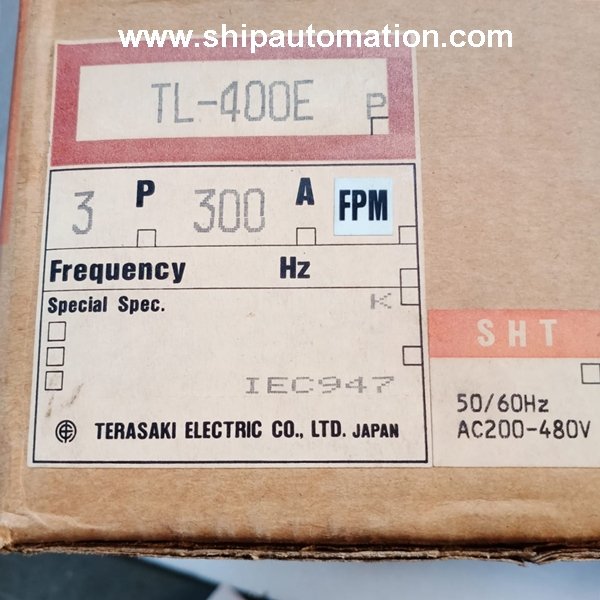 www.shipautomation.com
TL-400E P
3 P 300 A FPM
Frequency Hz
Special Spec. K
IEC947
TERASAKI ELECTRIC CO., LTD. JAPAN
SHT
50/60Hz
AC200-480V